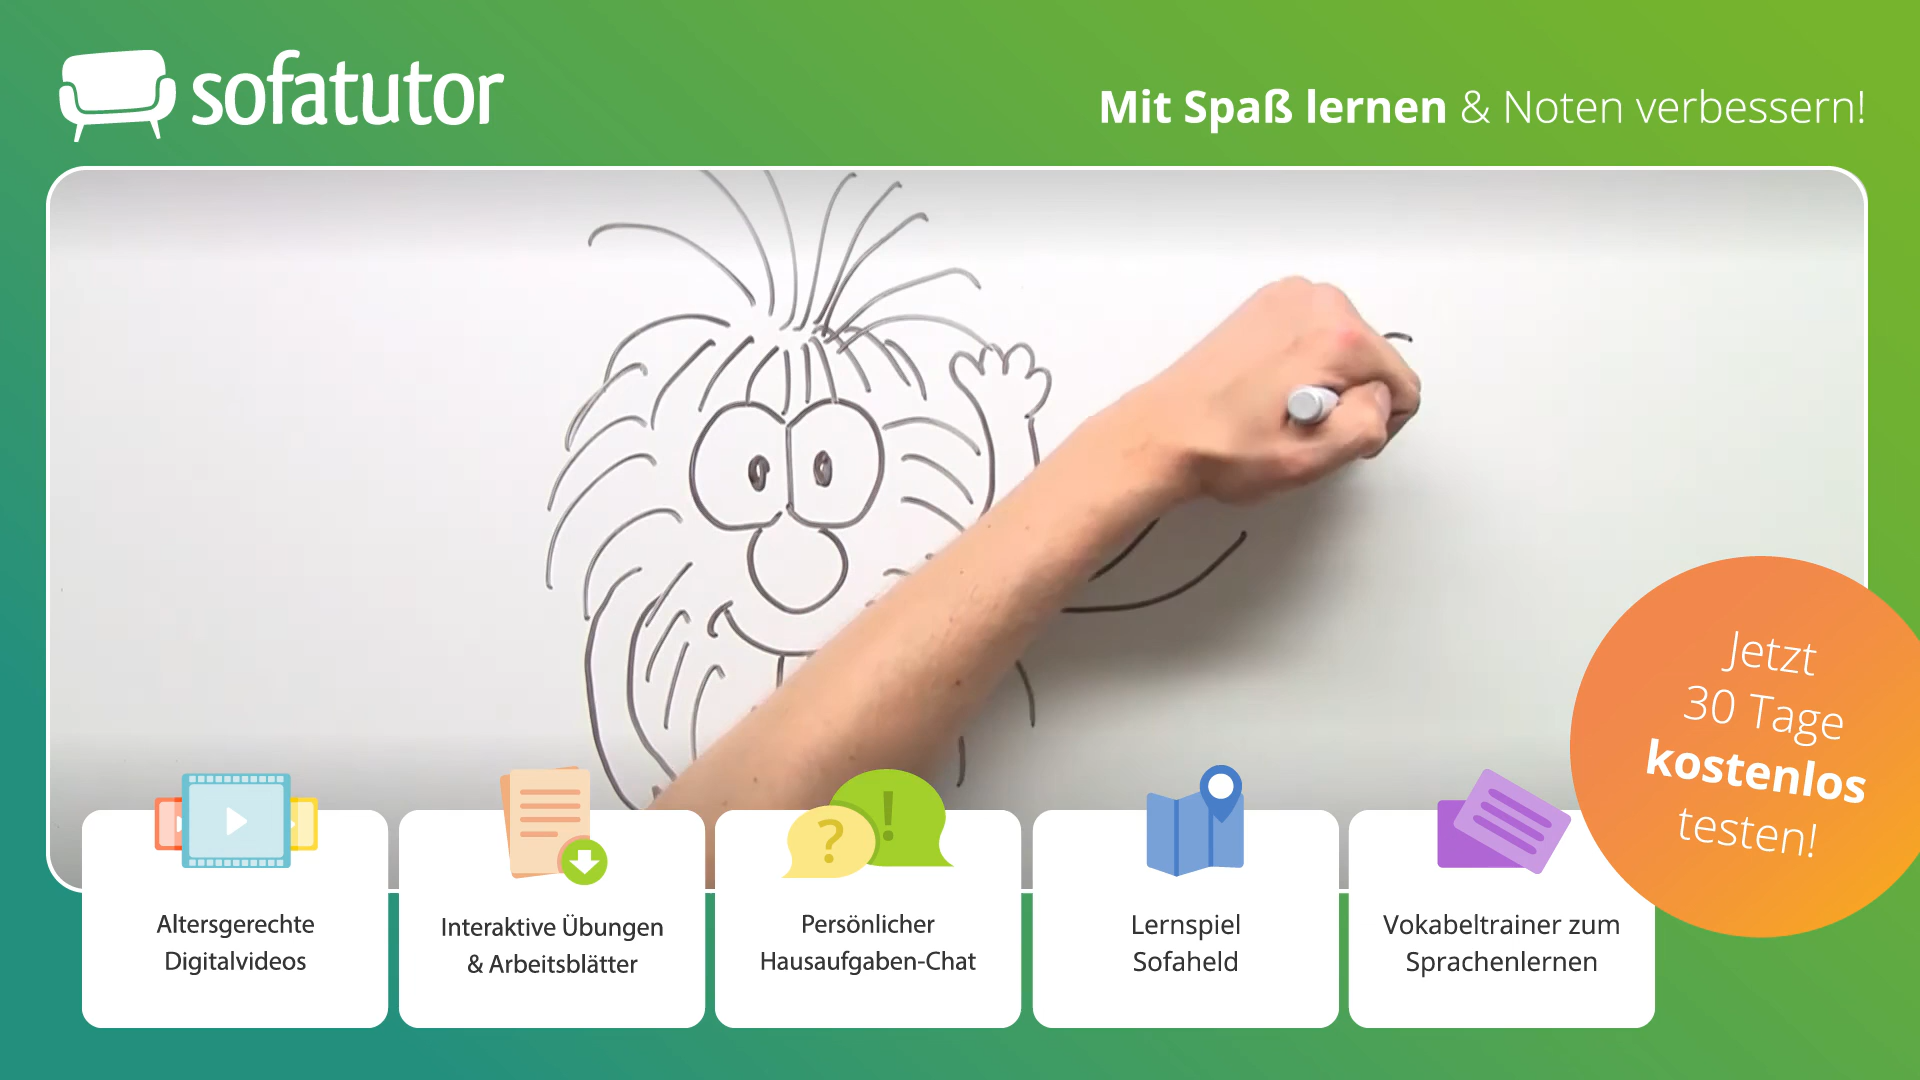 sofatutor
Mit Spaß lernen & Noten verbessern!
Jetzt
30 Tage
kostenlos
testen!
?
!
Altersgerechte
Digitalvideos
Interaktive Übungen
& Arbeitsblätter
Persönlicher
Hausaufgaben-Chat
Lernspiel
Sofaheld
Vokabeltrainer zum
Sprachenlernen